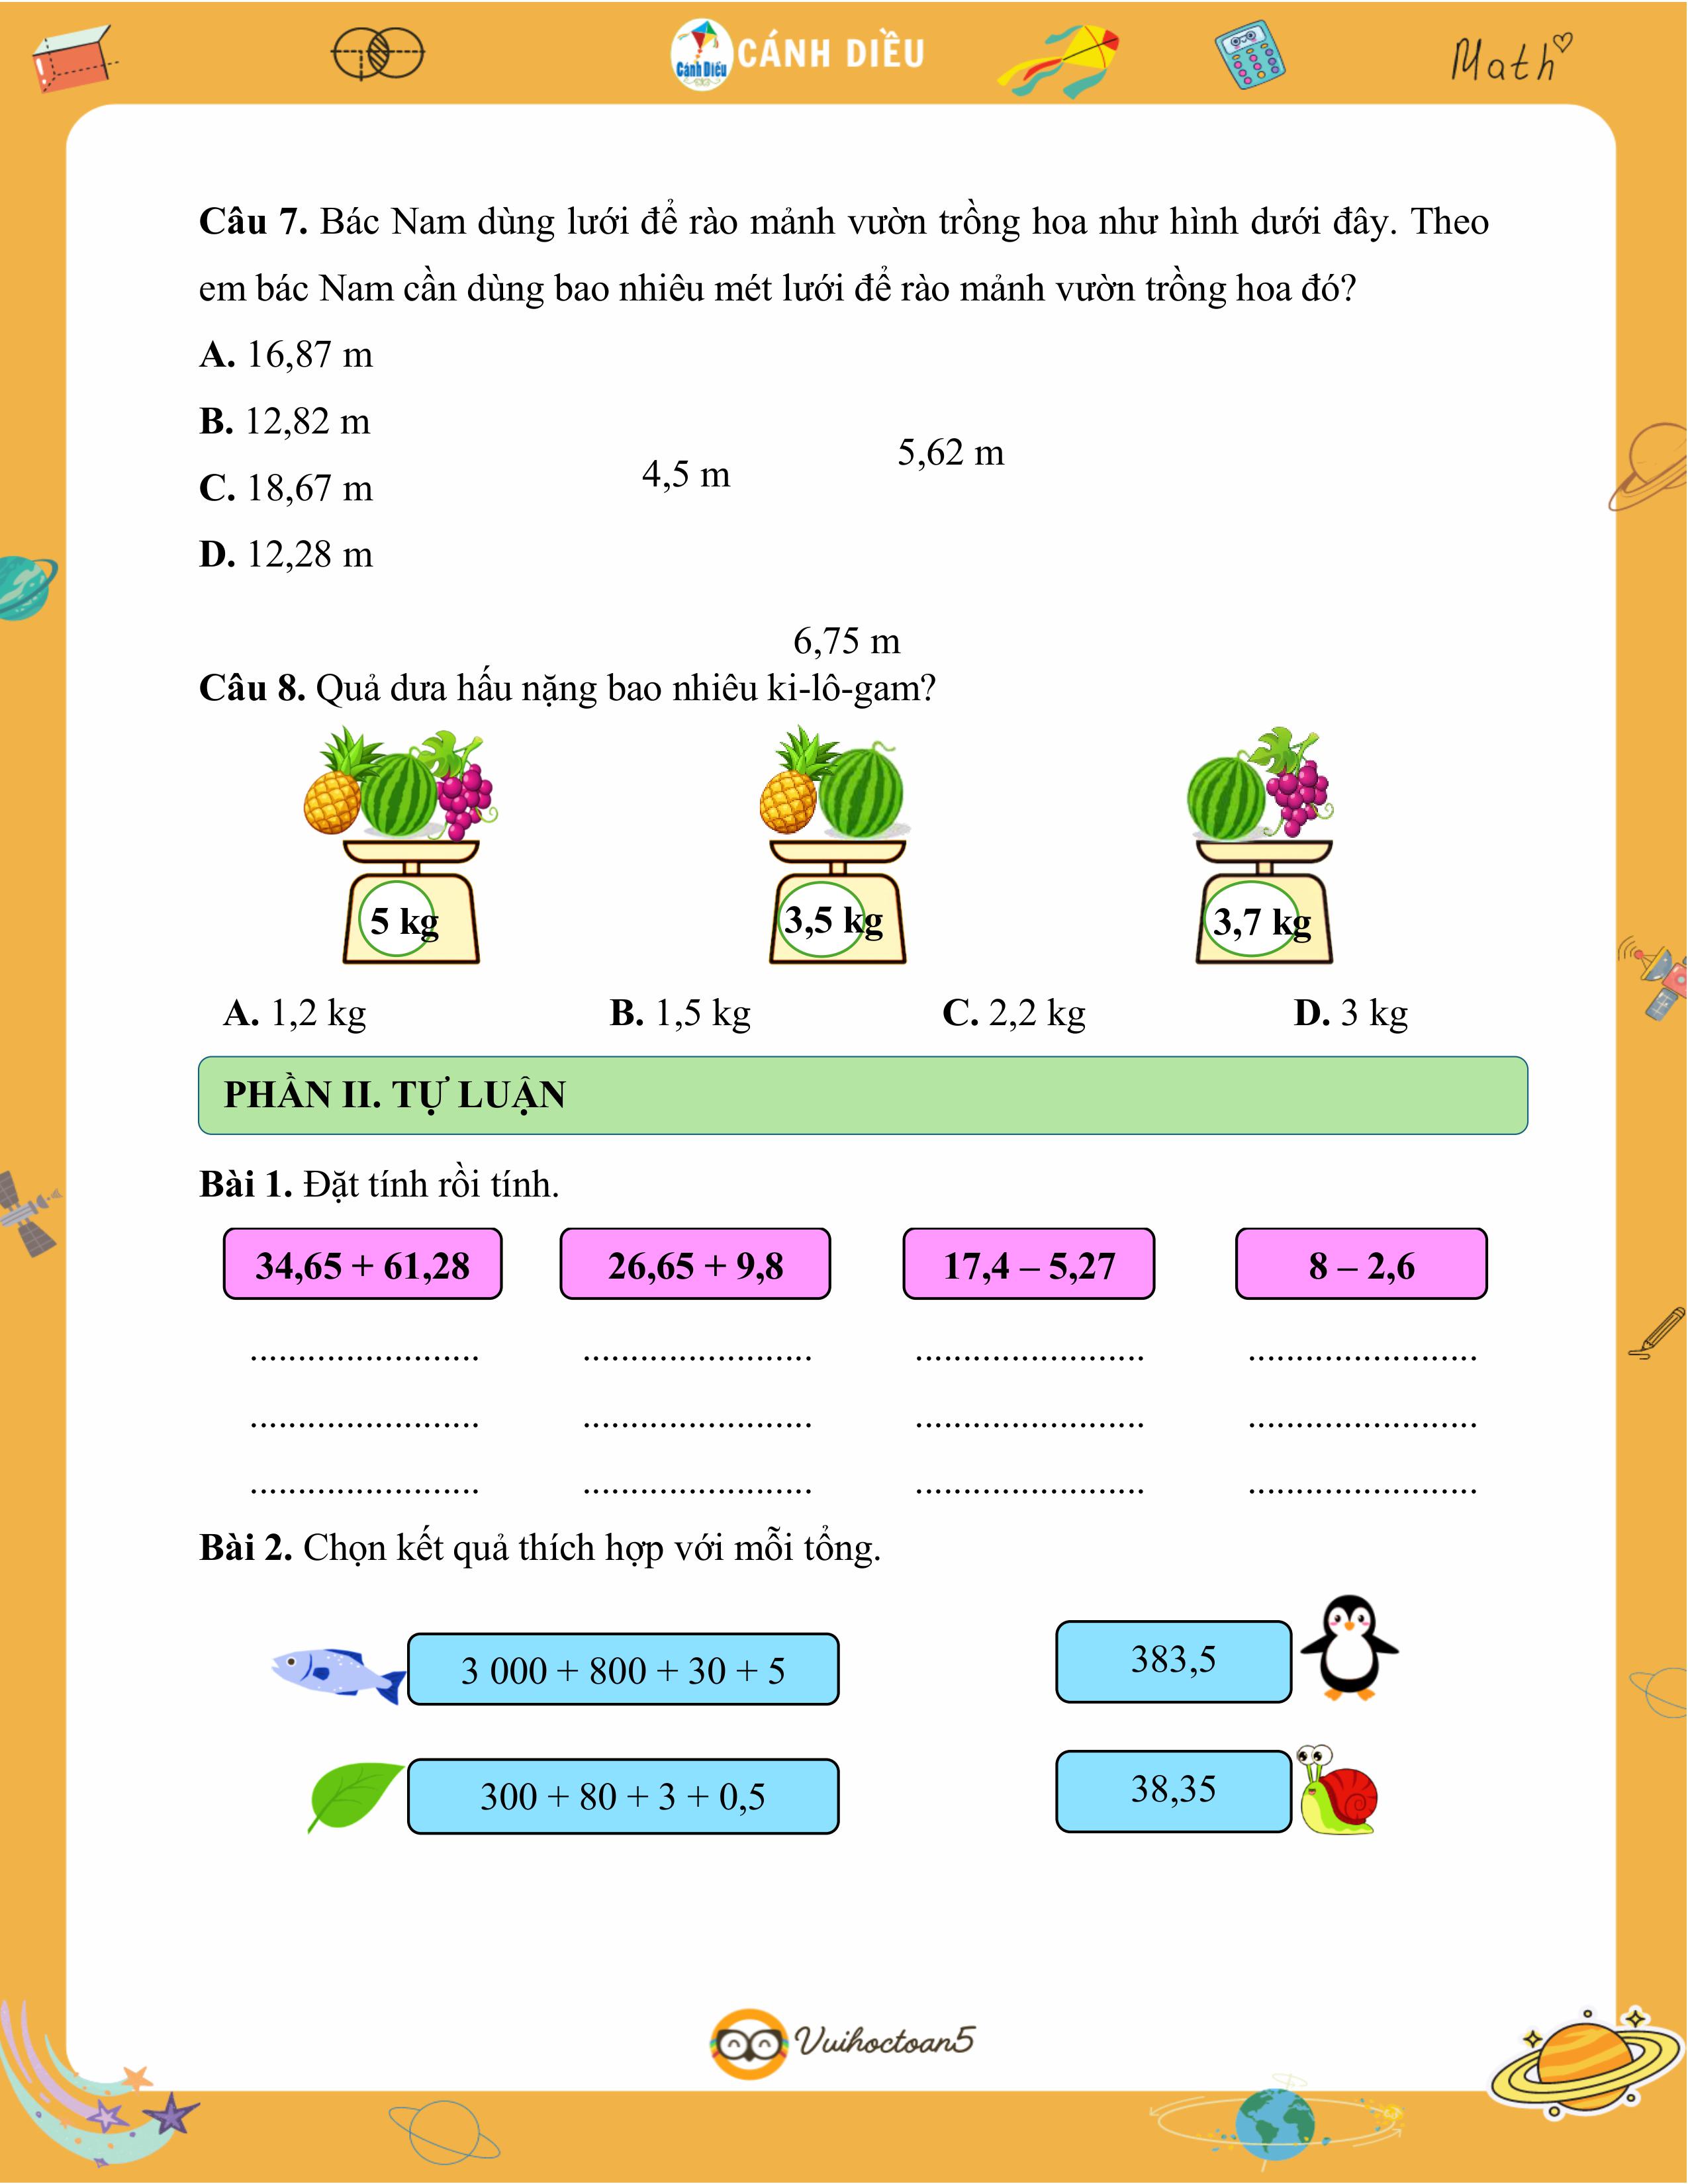 Cánh Diều CÁNH DIỀU Math
Câu 7. Bác Nam dùng lưới để rào mảnh vườn trồng hoa như hình dưới đây. Theo
em bác Nam cần dùng bao nhiêu mét lưới để rào mảnh vườn trồng hoa đó?
A. 16,87 m
B. 12,82 m
5,62 m
4,5 m
C. 18,67 m
D. 12,28 m
6,75 m
Câu 8. Quả dưa hấu nặng bao nhiêu ki-lô-gam?
5 kg 3,5 kg 3,7 kg
A. 1,2 kg B. 1,5 kg C. 2,2 kg D. 3 kg
PHẦN II. TỰ LUẬN
Bài 1. Đặt tính rồi tính.
34,65 + 61,28 26,65 + 9,8 17,4 – 5,27 8 – 2,6
........................ ........................ ........................ ........................
........................ ........................ ........................ ........................
........................ ........................ ........................ ........................
Bài 2. Chọn kết quả thích hợp với mỗi tổng.
3 000 + 800 + 30 + 5 383,5
300 + 80 + 3 + 0,5 38,35
Vuihoctoan5